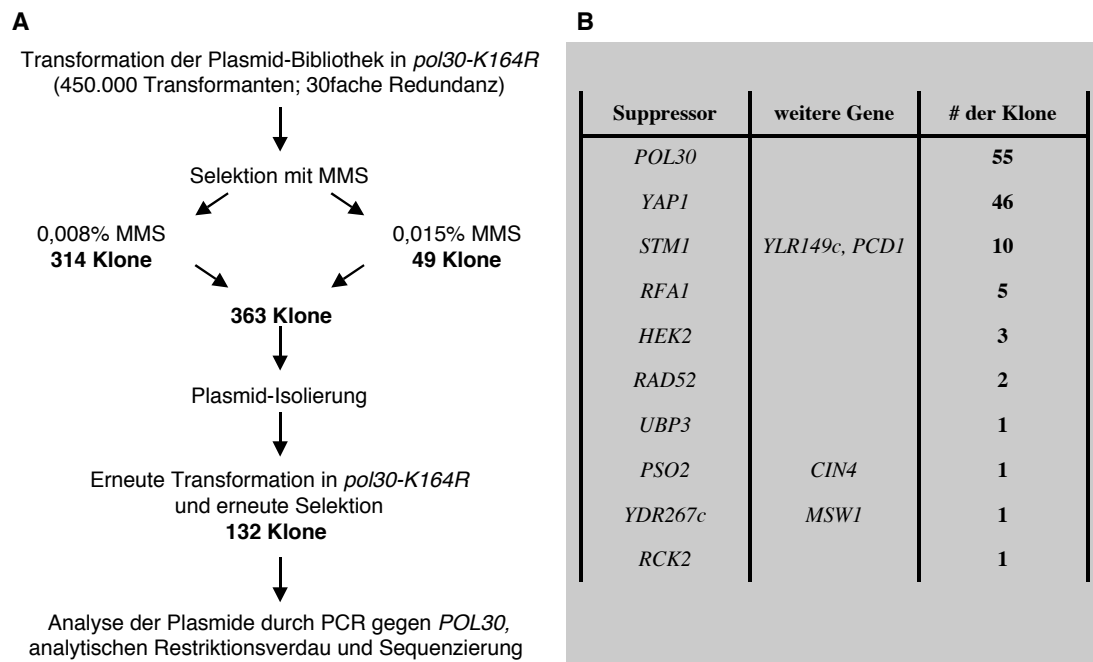 A
Transformation der Plasmid-Bibliothek in pol30-K164R
(450.000 Transformanten; 30fache Redundanz)
Selektion mit MMS
0,008% MMS
314 Klone
0,015% MMS
49 Klone
363 Klone
Plasmid-Isolierung
Erneute Transformation in pol30-K164R
und erneute Selektion
132 Klone
Analyse der Plasmide durch PCR gegen POL30,
analytischen Restriktionsverdau und Sequenzierung
B
Suppressor weitere Gene # der Klone
POL30 55
YAP1 46
STM1 YLR149c, PCD1 10
RFA1 5
HEK2 3
RAD52 2
UBP3 1
PSO2 CIN4 1
YDR267c MSW1 1
RCK2 1